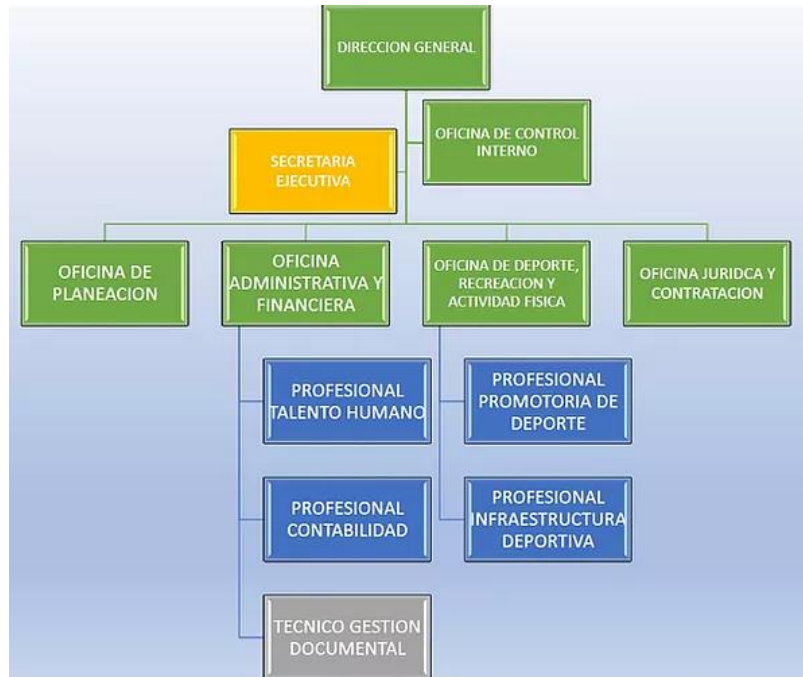 DIRECCION GENERAL
OFICINA DE CONTROL
INTERNO
SECRETARIA
EJECUTIVA
OFICINA DE
PLANEACION
OFICINA
ADMINISTRATIVA Y
FINANCIERA
OFICINA DE DEPORTE,
RECREACION Y
ACTIVIDAD FISICA
OFICINA JURIDCA Y
CONTRATACION
PROFESIONAL
TALENTO HUMANO
PROFESIONAL
PROMOTORIA DE
DEPORTE
PROFESIONAL
CONTABILIDAD
PROFESIONAL
INFRAESTRUCTURA
DEPORTIVA
TECNICO GESTION
DOCUMENTAL